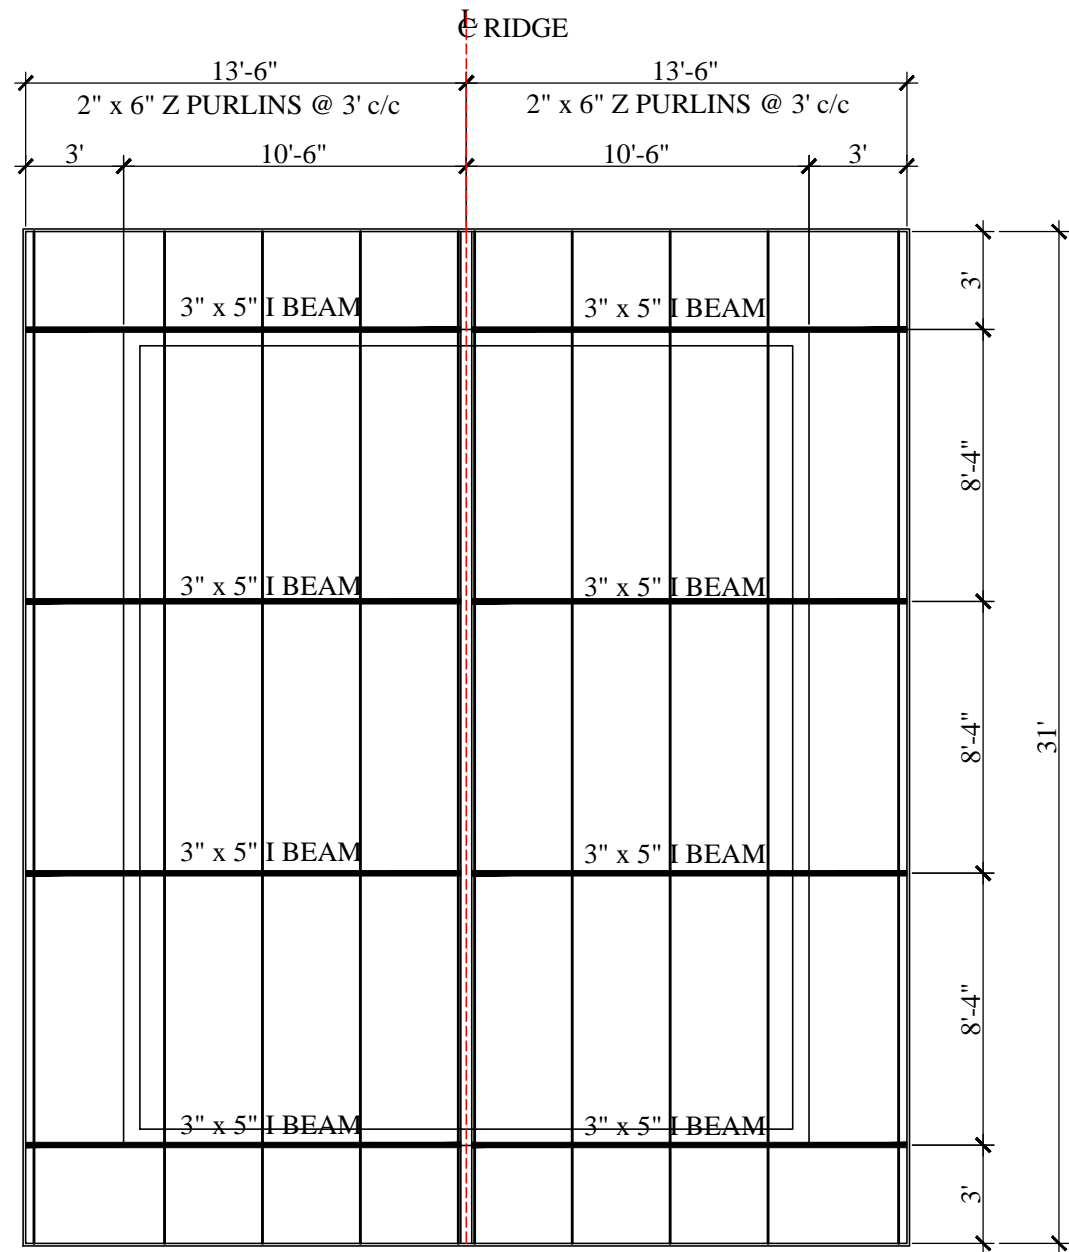 ℄ RIDGE
13'-6" 13'-6"
2" x 6" Z PURLINS @ 3' c/c 2" x 6" Z PURLINS @ 3' c/c
3' 10'-6" 10'-6" 3'
3'
3" x 5" I BEAM 3" x 5" I BEAM
8'-4"
3" x 5" I BEAM 3" x 5" I BEAM
8'-4"
31'
3" x 5" I BEAM 3" x 5" I BEAM
8'-4"
3" x 5" I BEAM 3" x 5" I BEAM
3'